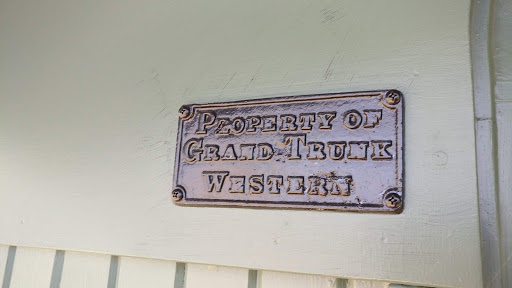 PROPERTY OF
GRAND TRUNK
WESTERN